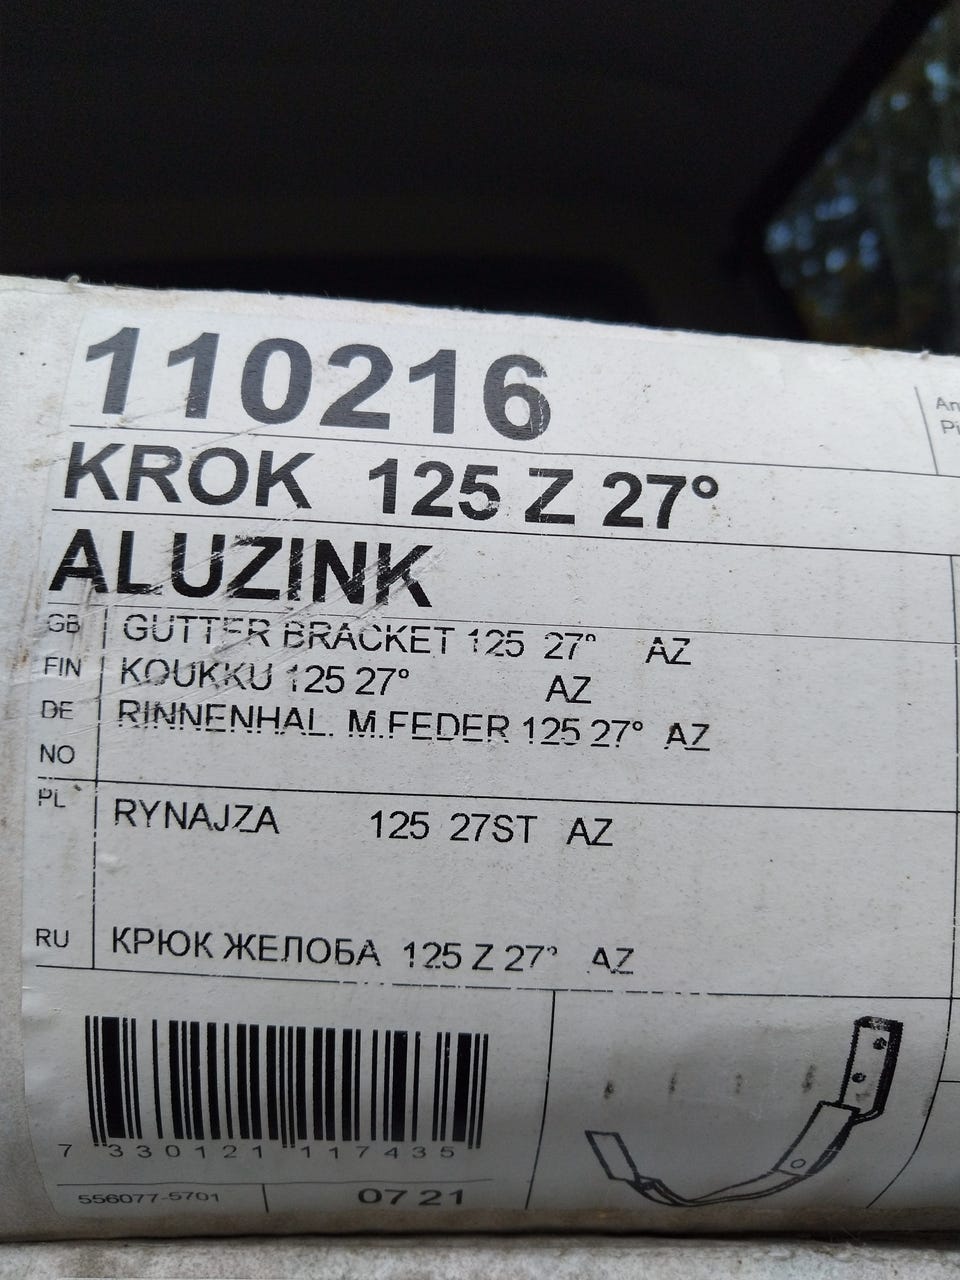 110216
An
Pi
KROK 125 Z 27°
ALUZINK
GB GUTTER BRACKET 125 27° AZ
FIN KOUKKU 125 27° AZ
DE RINNENHAL. M.FEDER 125 27° AZ
NO
PL RYNAJZA 125 27ST AZ
RU КРЮК ЖЕЛОБА 125 Z 27° AZ
7 330121 117435
556077-5701 07 21